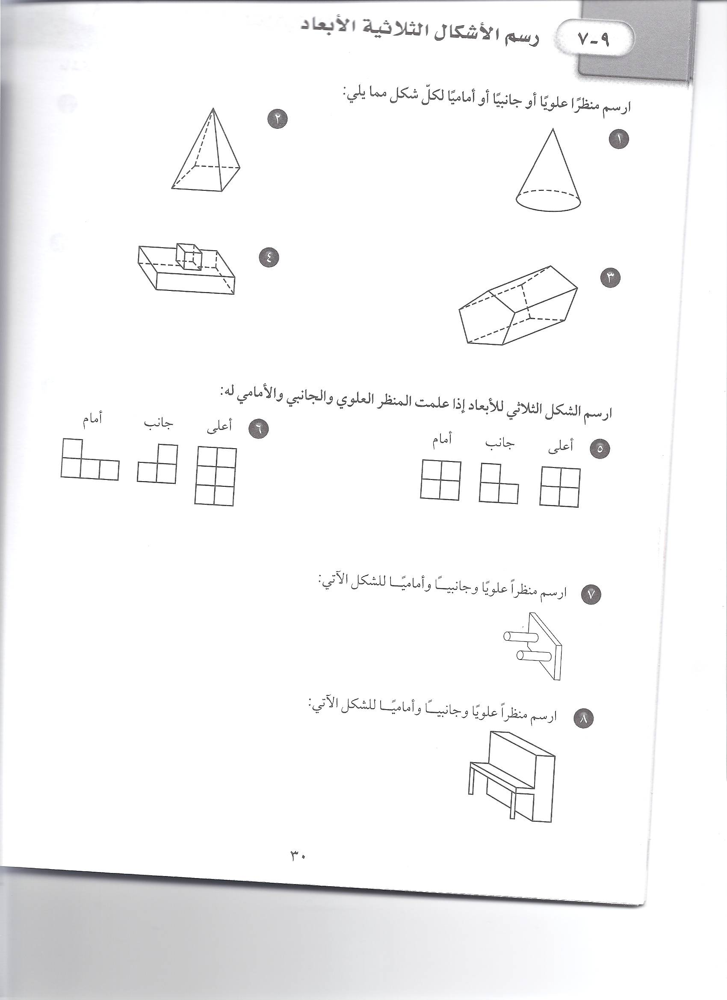 ٩-٧ رسم الأشكال الثلاثية الأبعاد
ارسم منظرًا علويًا أو جانبيًا أو أماميًا لكلّ شكل مما يلي:
١
٢
٣
٤
ارسم الشكل الثلاثي للأبعاد إذا علمت المنظر العلوي والجانبي والأمامي له:
٥ أعلى جانب أمام
٦ أعلى جانب أمام
٧ ارسم منظراً علويًا وجانبيـًا وأماميـًا للشكل الآتي:
٨ ارسم منظراً علويًا وجانبيـًا وأماميـًا للشكل الآتي:
٣٠